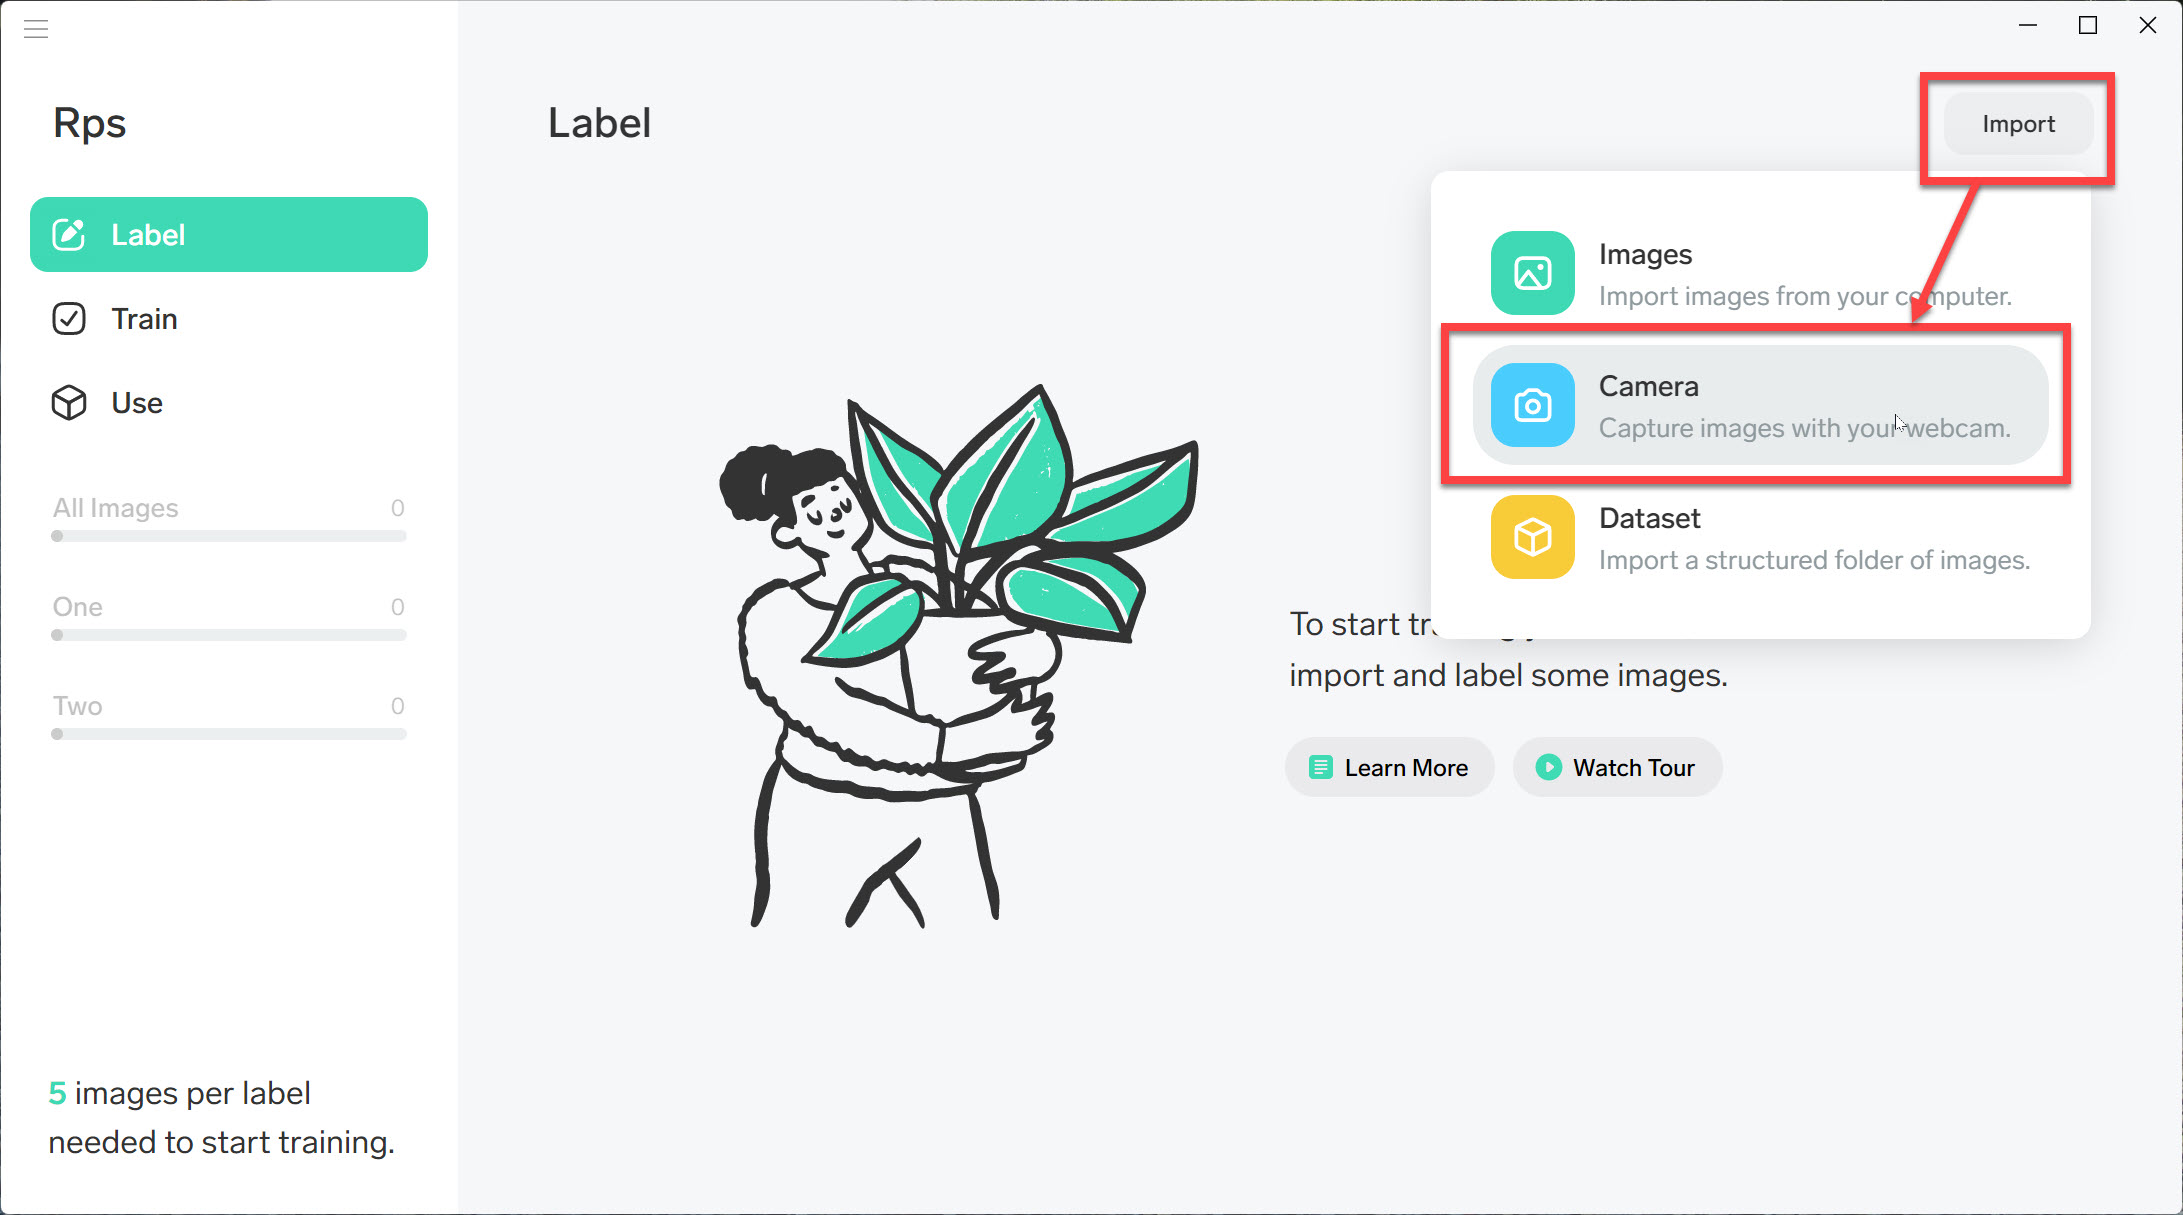 Rps
Label
Train
Use
All Images 0
One 0
Two 0
5 images per label
needed to start training.
Label
Import
Images
Import images from your computer.
Camera
Capture images with your webcam.
Dataset
Import a structured folder of images.
To start
import and label some images.
Learn More
Watch Tour